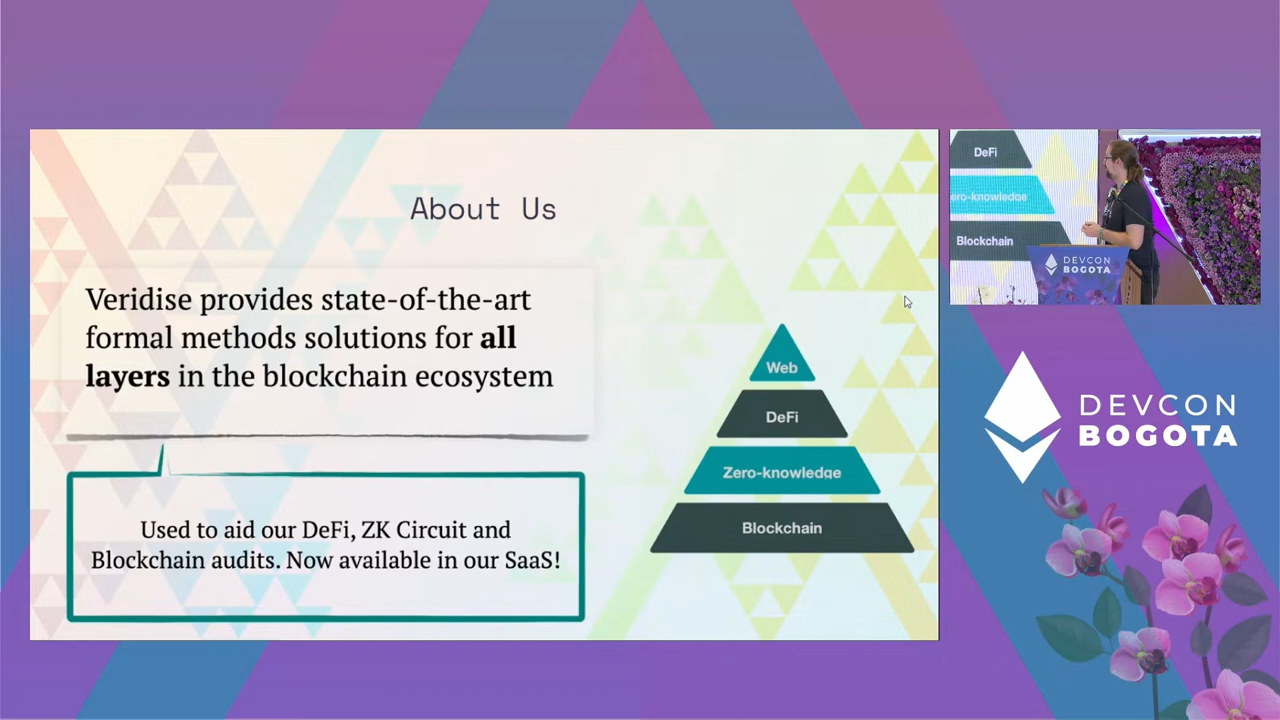 About Us
Veridise provides state-of-the-art
formal methods solutions for all
layers in the blockchain ecosystem
Used to aid our DeFi, ZK Circuit and
Blockchain audits. Now available in our SaaS!
Web
DeFi
Zero-knowledge
Blockchain
DeFi
ero-knowledge
Blockchain
DEVCON
BOGOTA
DEVCON
BOGOTA